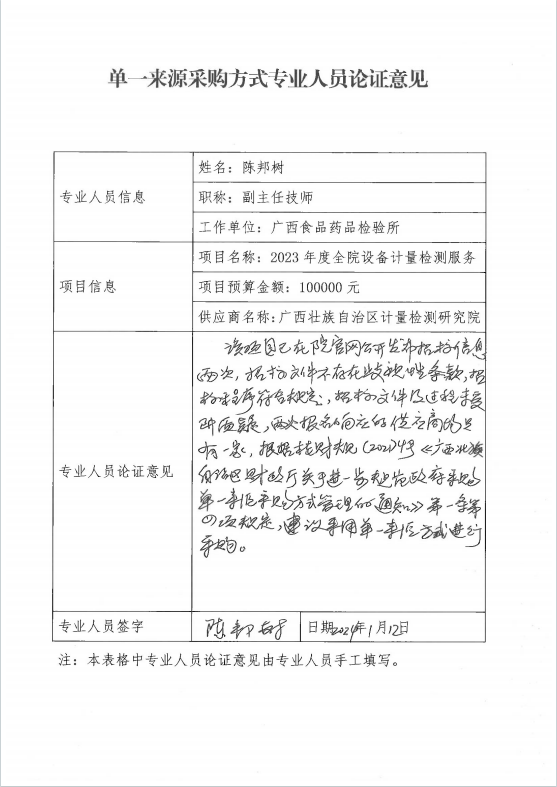 单一来源采购方式专业人员论证意见
专业人员信息
姓名：陈邦树
职称：副主任技师
工作单位：广西食品药品检验所
项目信息
项目名称：2023 年度全院设备计量检测服务
项目预算金额：100000 元
供应商名称：广西壮族自治区计量检测研究院
专业人员论证意见
该项目已在院官网公开发布招标信息
两次，招标文件不存在歧视性条款，招
标程序符合规定，招标文件及过程未受
质疑，两次报名响应的供应商均只
有一家，根据桂财规（2021）4号《广西壮族
自治区财政厅关于进一步规范政府采购
单一来源采购方式管理的通知》第一条第
四项规定，建议采用单一来源方式进行
采购。
专业人员签字
陈邦树
日期2024年1月12日
注：本表格中专业人员论证意见由专业人员手工填写。